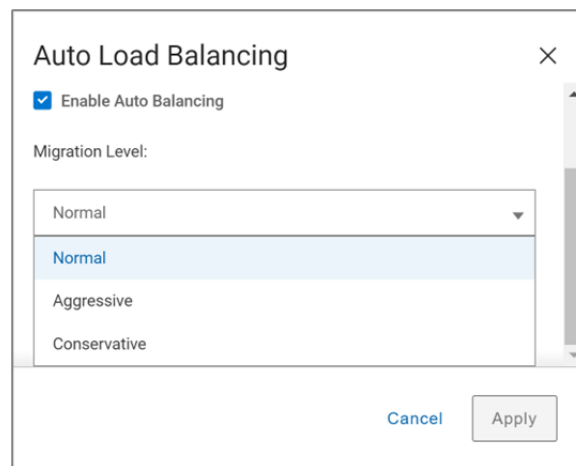 Auto Load Balancing
Enable Auto Balancing
Migration Level:
Normal
Normal
Aggressive
Conservative
Cancel
Apply